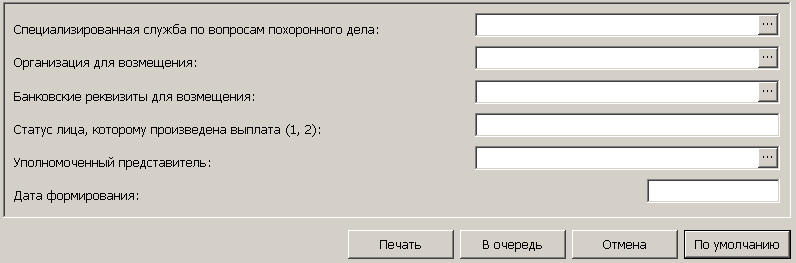 Специализированная служба по вопросам похоронного дела: ...
Организация для возмещения: ...
Банковские реквизиты для возмещения: ...
Статус лица, которому произведена выплата (1, 2):
Уполномоченный представитель: ...
Дата формирования:
Печать В очередь Отмена По умолчанию